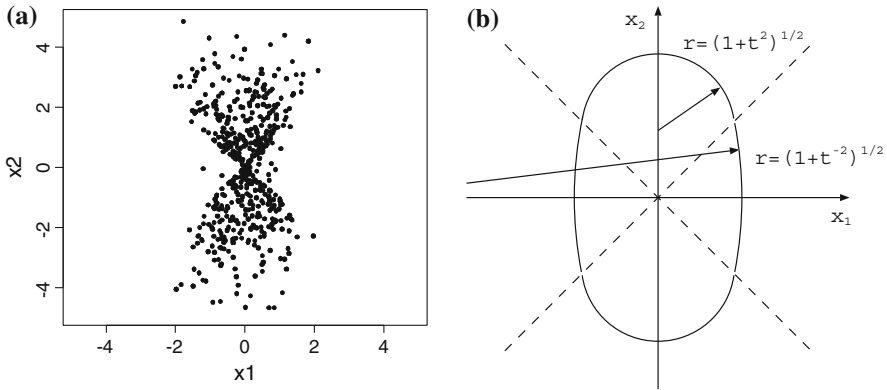 (a)
4
2
0
-2
-4
x2
-4
-2
0
2
4
x1
(b)
x2
r=(1+t^2)^1/2
r=(1+t^-2)^1/2
x1